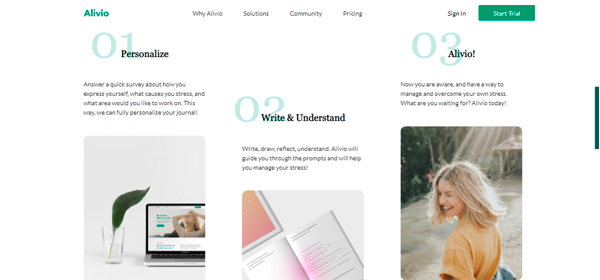 Alivio
Why Alivio
Solutions
Community
Pricing
Sign In
Start Trial
01
Personalize
Answer a quick survey about how you
express yourself, what causes you stress, and
what area would you like to work on. This
way, we can fully personalize your journal!
02
Write & Understand
Write, draw, reflect, understand. Alivio will
guide you through the prompts and will help
you manage your stress!
03
Alivio!
Now you are aware, and have a way to
manage and overcome your own stress.
What are you waiting for? Alivio today!